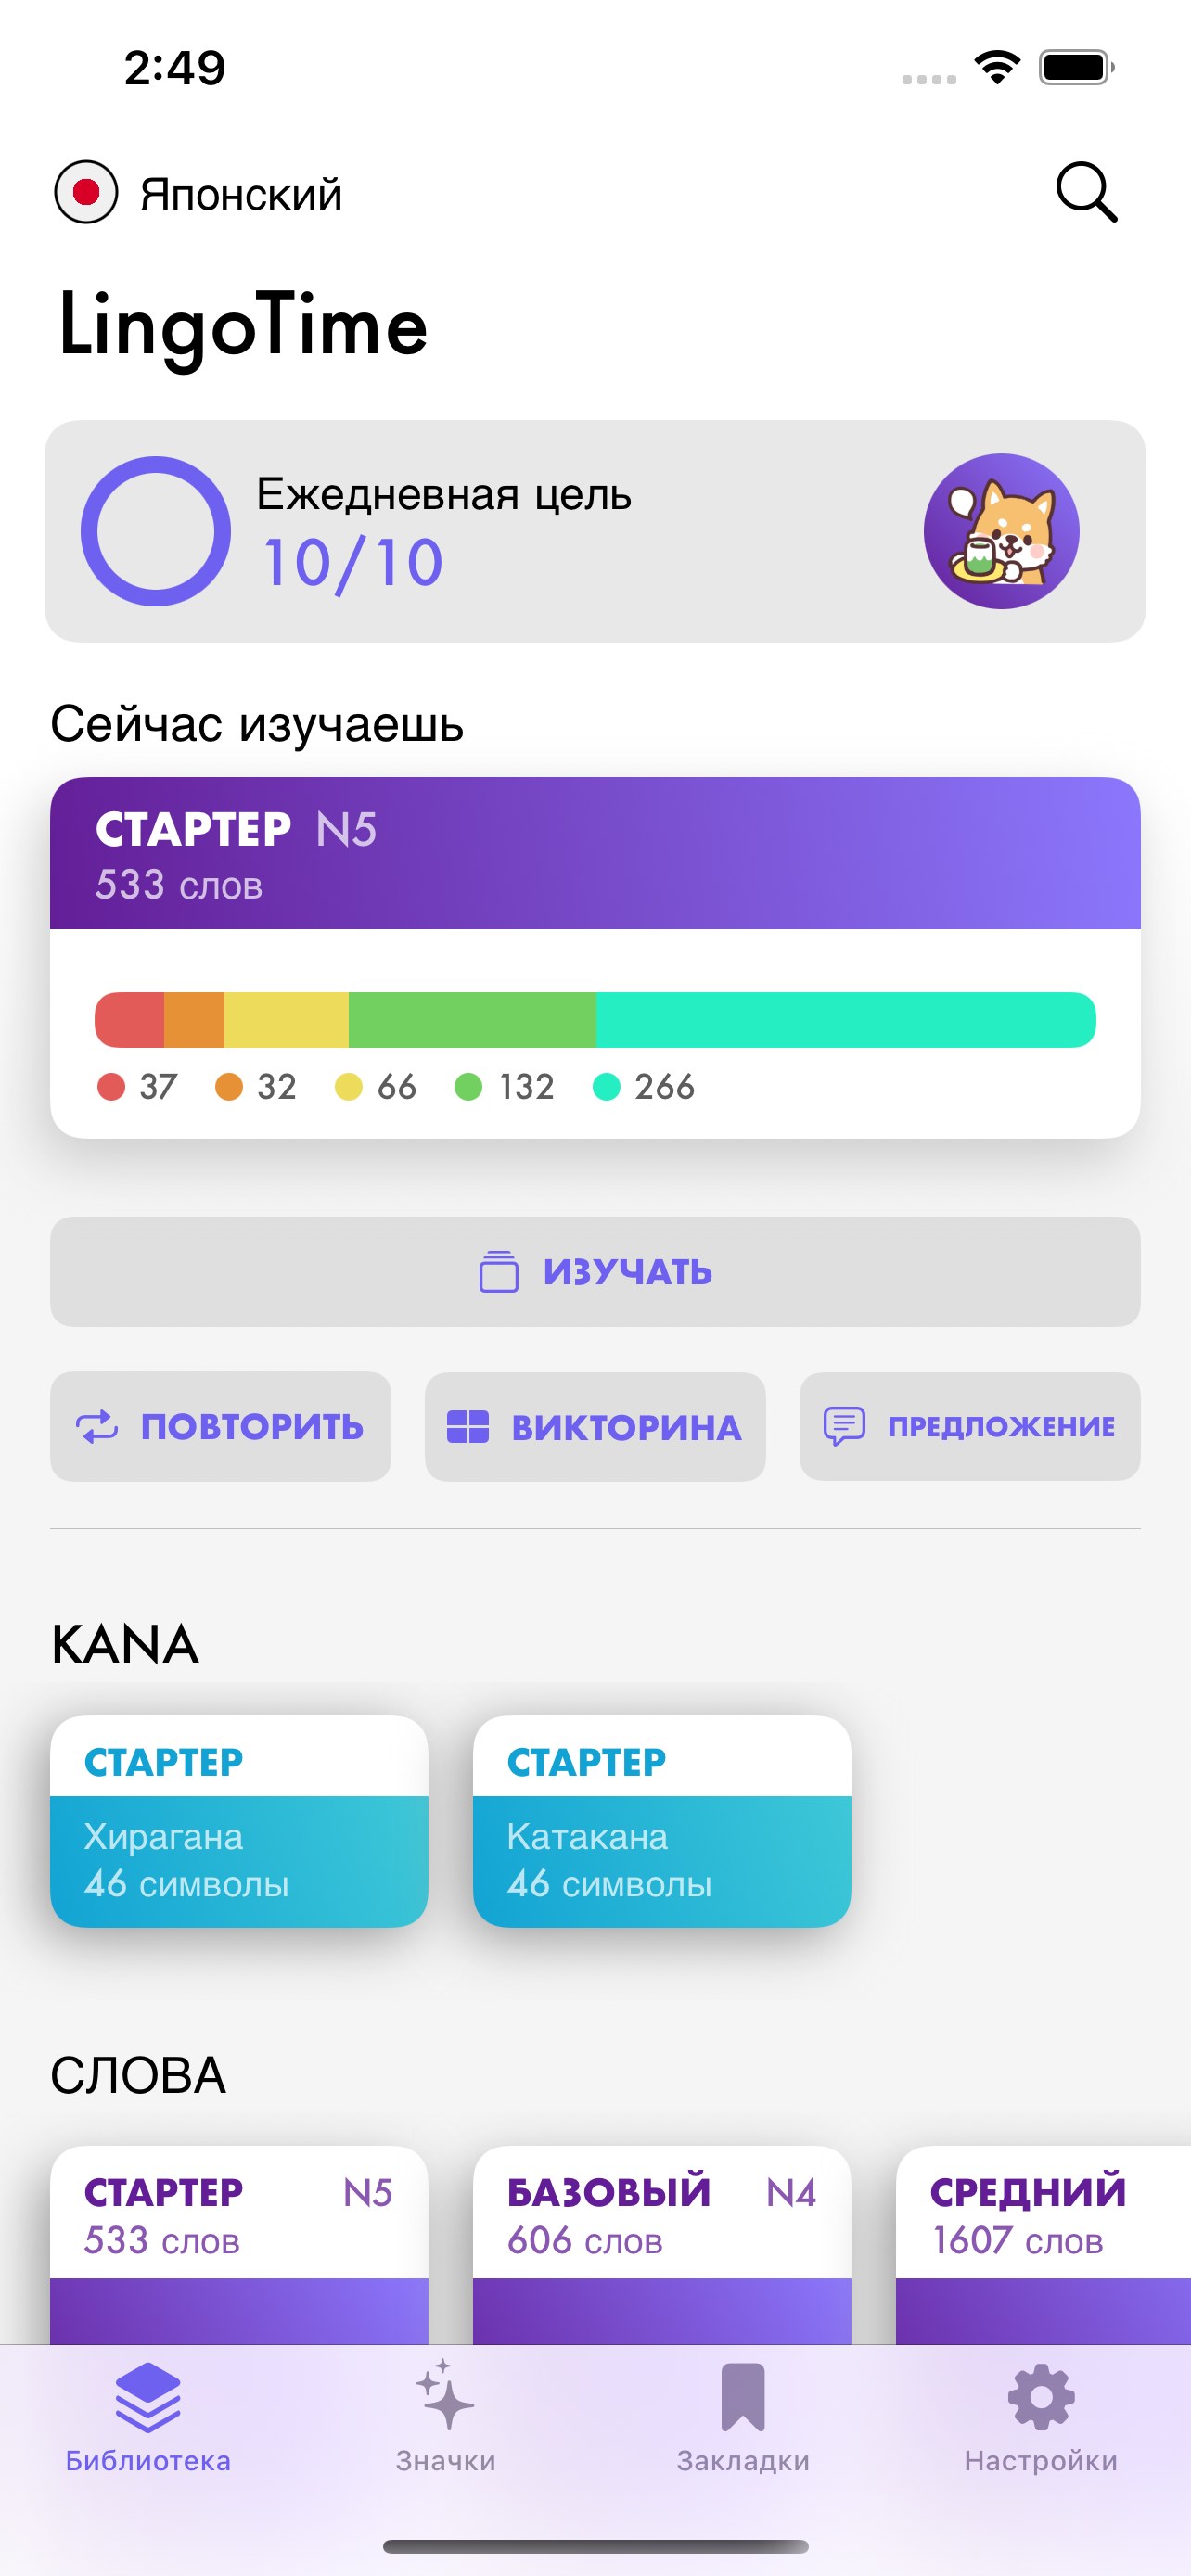 2:49
Японский
LingoTime
Ежедневная цель
10/10
Сейчас изучаешь
СТАРТЕР N5
533 слов
37 32 66 132 266
ИЗУЧАТЬ
ПОВТОРИТЬ ВИКТОРИНА ПРЕДЛОЖЕНИЕ
KANA
СТАРТЕР СТАРТЕР
Хирагана Катакана
46 символы 46 символы
СЛОВА
СТАРТЕР N5 БАЗОВЫЙ N4 СРЕДНИЙ
533 слов 606 слов 1607 слов
Библиотека Значки Закладки Настройки